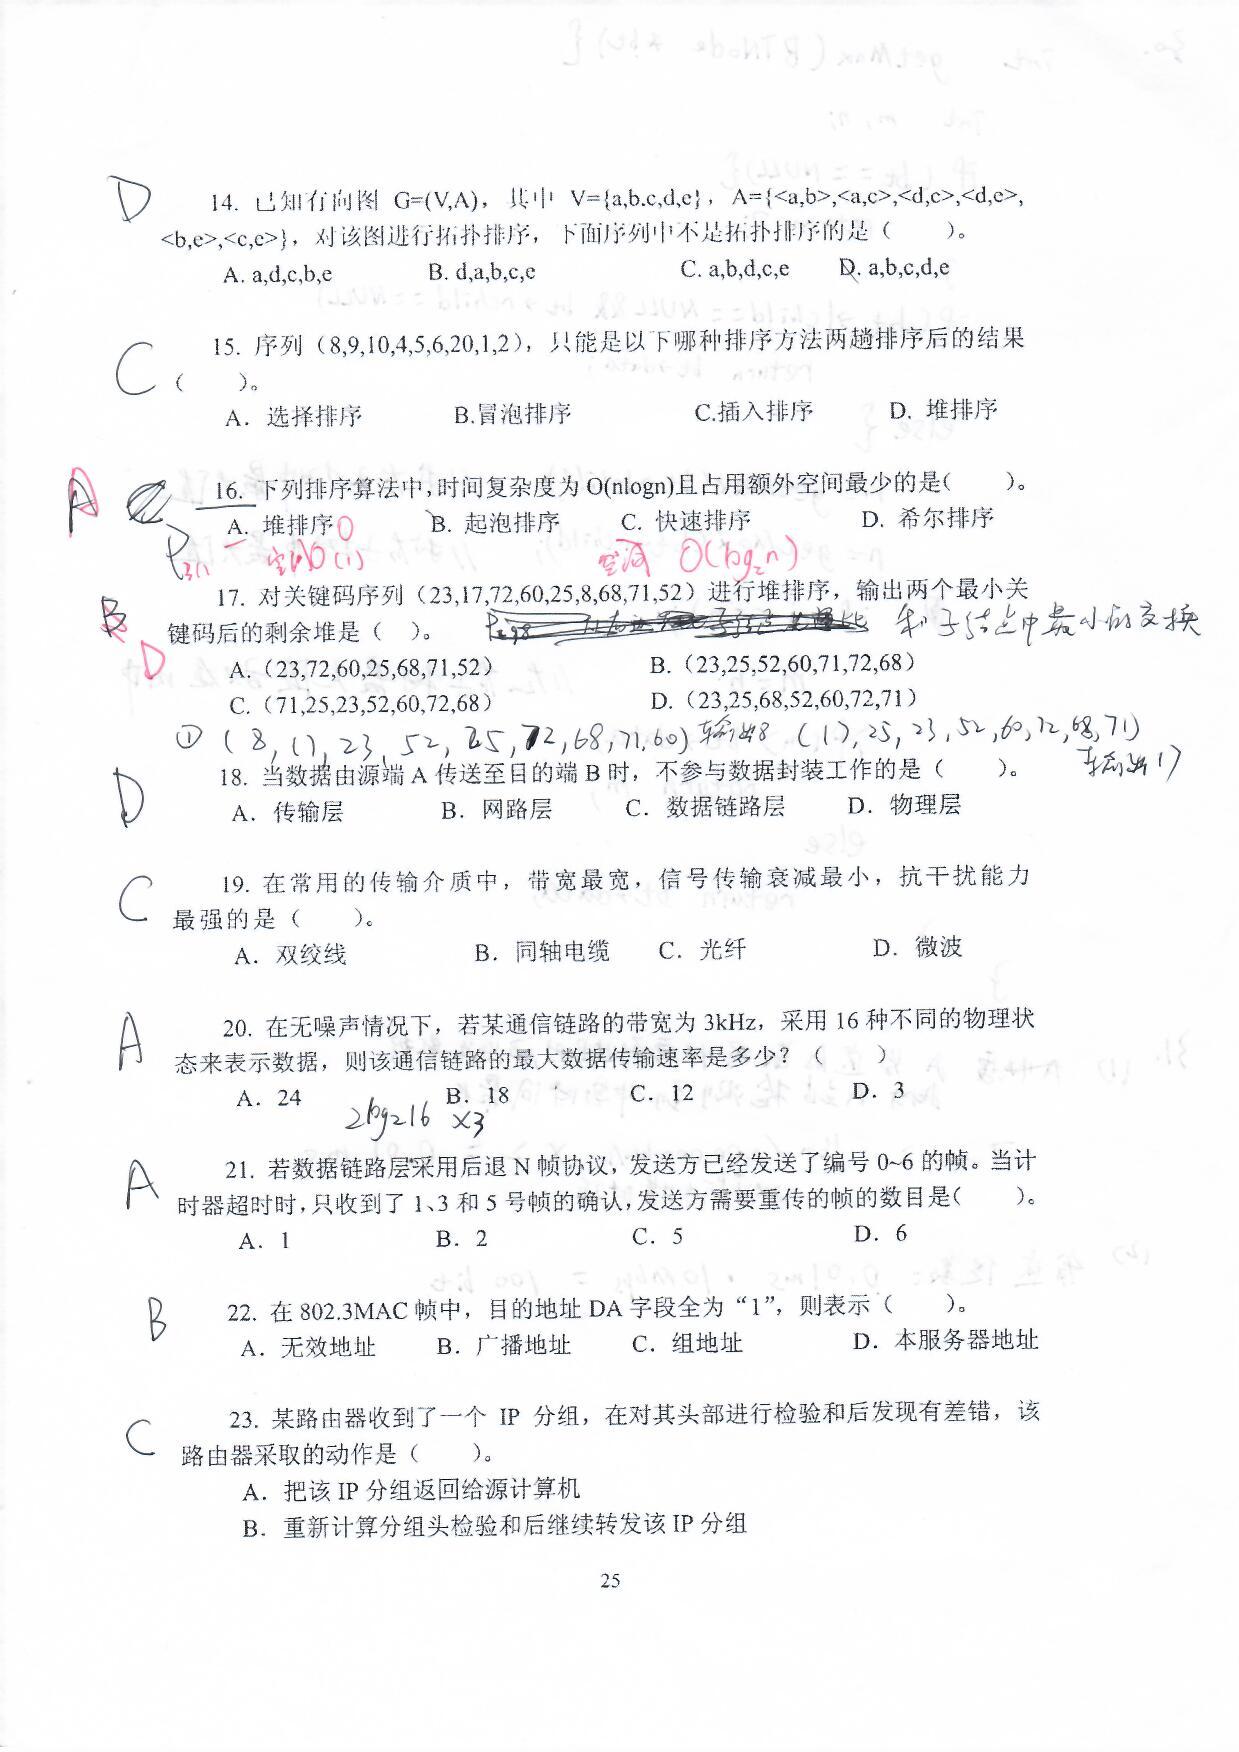 D
14. 已知有向图 G=(V,A)，其中 V={a,b.c,d,e}，A={<a,b>,<a,c>,<d,c>,<d,e>,
<b,e>,<c,e>}，对该图进行拓扑排序，下面序列中不是拓扑排序的是（　　）。
A. a,d,c,b,e B. d,a,b,c,e C. a,b,d,c,e D. a,b,c,d,e
C
15. 序列（8,9,10,4,5,6,20,1,2），只能是以下哪种排序方法两趟排序后的结果
（　　）。
A．选择排序 B.冒泡排序 C.插入排序 D. 堆排序
A
16. 下列排序算法中，时间复杂度为 O(nlogn)且占用额外空间最少的是（　　）。
A. 堆排序 B. 起泡排序 C. 快速排序 D. 希尔排序
P311 空间O(1) 空间 O(log₂n)
17. 对关键码序列（23,17,72,60,25,8,68,71,52）进行堆排序，输出两个最小关
键码后的剩余堆是（　）。 和子结点中最小的交换
B
D
A.（23,72,60,25,68,71,52） B.（23,25,52,60,71,72,68）
C.（71,25,23,52,60,72,68） D.（23,25,68,52,60,72,71）
① (8, 17, 23, 52, 25, 72, 68, 71, 60) 输出8 (17, 25, 23, 52, 60, 72, 68, 71)
输出17
D
18. 当数据由源端 A 传送至目的端 B 时，不参与数据封装工作的是（　　）。
A．传输层 B．网路层 C．数据链路层 D．物理层
C
19. 在常用的传输介质中，带宽最宽，信号传输衰减最小，抗干扰能力
最强的是（　　）。
A．双绞线 B．同轴电缆 C．光纤 D．微波
A
20. 在无噪声情况下，若某通信链路的带宽为 3kHz，采用 16 种不同的物理状
态来表示数据，则该通信链路的最大数据传输速率是多少？（　　）
A．24 B．18 C．12 D．3
2log₂16 ×3
A
21. 若数据链路层采用后退 N 帧协议，发送方已经发送了编号 0~6 的帧。当计
时器超时时，只收到了 1、3 和 5 号帧的确认，发送方需要重传的帧的数目是（　　）。
A．1 B．2 C．5 D．6
B
22. 在 802.3MAC 帧中，目的地址 DA 字段全为“1”，则表示（　　）。
A．无效地址 B．广播地址 C．组地址 D．本服务器地址
C
23. 某路由器收到了一个 IP 分组，在对其头部进行检验和后发现有差错，该
路由器采取的动作是（　　）。
A．把该 IP 分组返回给源计算机
B．重新计算分组头检验和后继续转发该 IP 分组
25